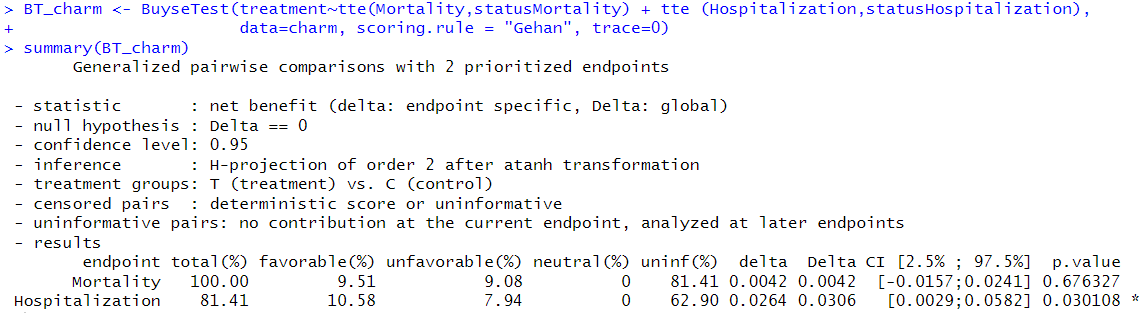 > BT_charm <- BuyseTest(treatment~tte(Mortality,statusMortality) + tte (Hospitalization,statusHospitalization),
+                       data=charm, scoring.rule = "Gehan", trace=0)
> summary(BT_charm)
       Generalized pairwise comparisons with 2 prioritized endpoints
 - statistic       : net benefit (delta: endpoint specific, Delta: global)
 - null hypothesis : Delta == 0
 - confidence level: 0.95
 - inference       : H-projection of order 2 after atanh transformation
 - treatment groups: T (treatment) vs. C (control)
 - censored pairs  : deterministic score or uninformative
 - uninformative pairs: no contribution at the current endpoint, analyzed at later endpoints
 - results
        endpoint total(%) favorable(%) unfavorable(%) neutral(%) uninf(%)  delta  Delta CI [2.5% ; 97.5%]  p.value
       Mortality   100.00         9.51           9.08          0    81.41 0.0042 0.0042  [-0.0157;0.0241] 0.676327
 Hospitalization    81.41        10.58           7.94          0    62.90 0.0264 0.0306   [0.0029;0.0582] 0.030108 *